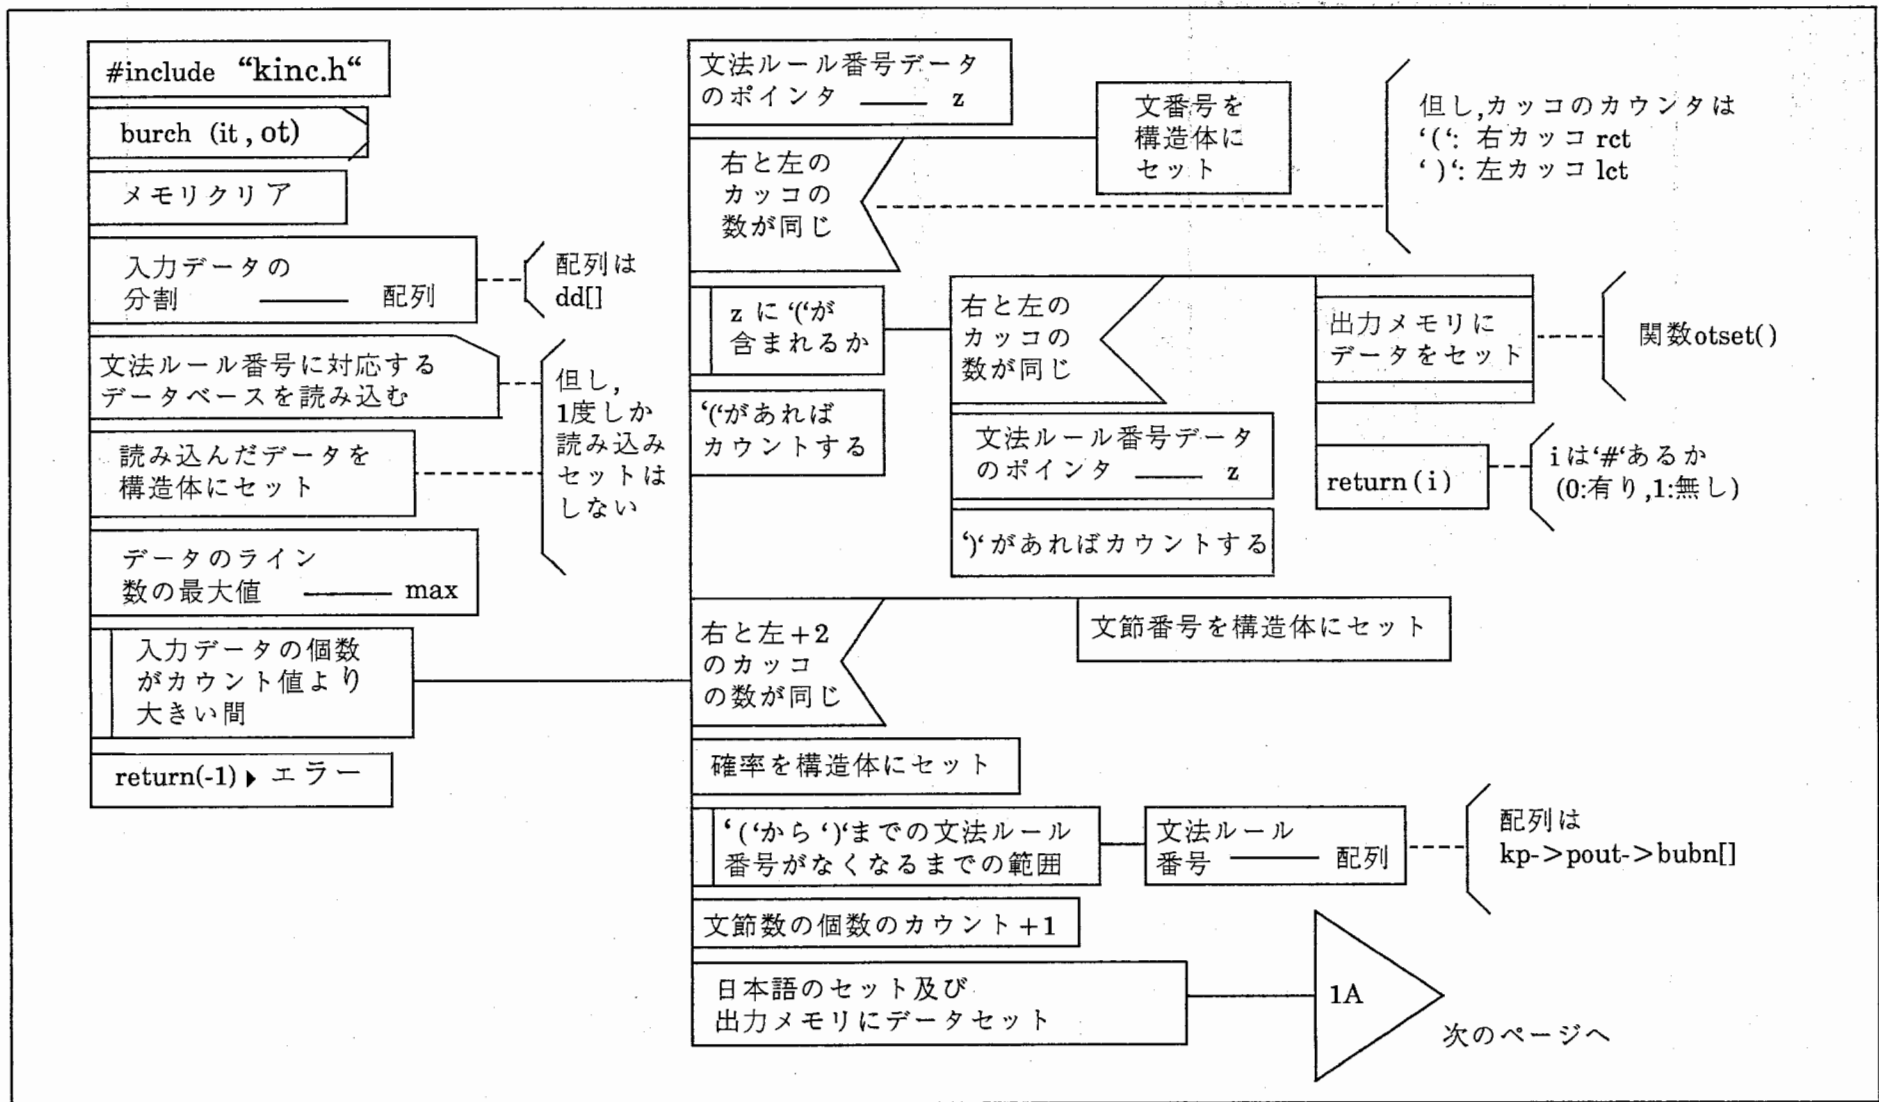 #include “kinc.h“
burch (it , ot)
メモリクリア
入力データの
分割 ―― 配列
配列は
dd[]
文法ルール番号に対応する
データベースを読み込む
読み込んだデータを
構造体にセット
但し,
1度しか
読み込み
セットは
しない
データのライン
数の最大値 ―― max
入力データの個数
がカウント値より
大きい間
return(-1) ▶ エラー
文法ルール番号データ
のポインタ ―― z
右と左の
カッコの
数が同じ
文番号を
構造体に
セット
但し,カッコのカウンタは
‘(‘: 右カッコ rct
‘)‘: 左カッコ lct
z に ‘(‘が
含まれるか
右と左の
カッコの
数が同じ
出力メモリに
データをセット
関数otset()
return(i)
iは‘#‘あるか
(0:有り,1:無し)
‘(‘があれば
カウントする
文法ルール番号データ
のポインタ ―― z
‘)‘があればカウントする
右と左+2
のカッコ
の数が同じ
文節番号を構造体にセット
確率を構造体にセット
‘(‘から‘)‘までの文法ルール
番号がなくなるまでの範囲
文法ルール
番号 ―― 配列
配列は
kp->pout->bubn[]
文節数の個数のカウント+1
日本語のセット及び
出力メモリにデータセット
1A
次のページへ